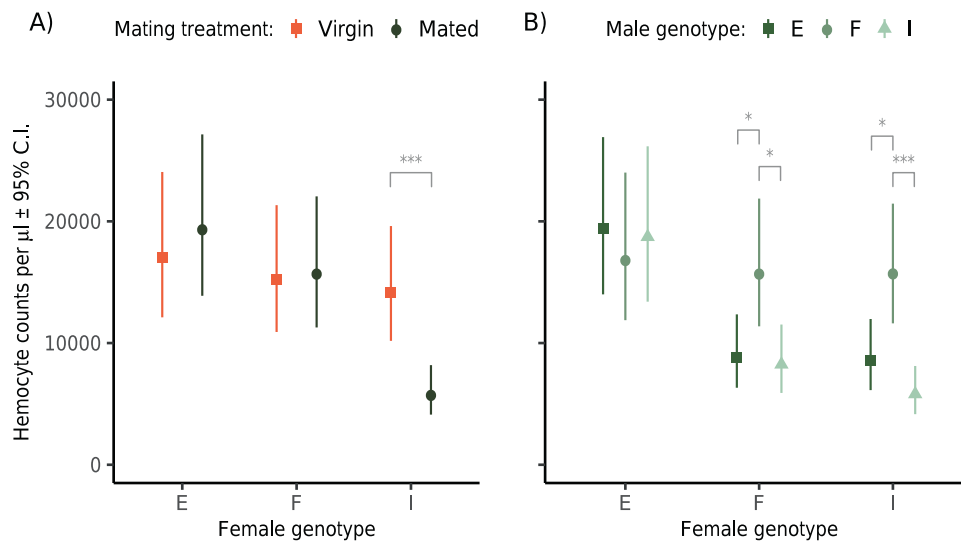 A) Mating treatment: Virgin Mated
B) Male genotype: E F I
Hemocyte counts per μl ± 95% C.I.
30000
20000
10000
0
***
* *
* ***
E F I
Female genotype
E F I
Female genotype